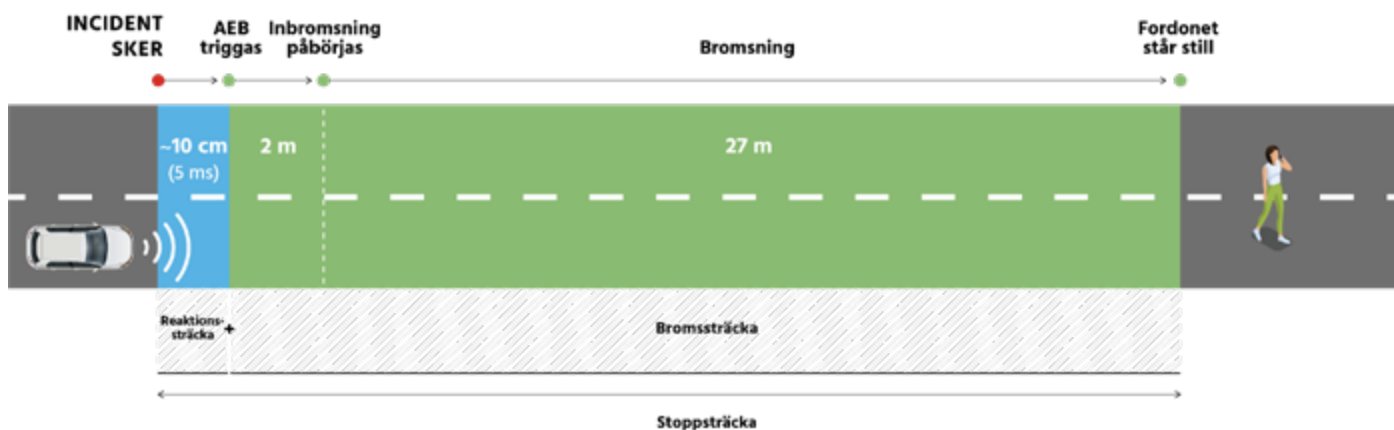 INCIDENT
SKER
AEB
triggas
Inbromsning
påbörjas
Bromsning
Fordonet
står still
~10 cm
(5 ms)
2 m
27 m
Reaktions-
sträcka
+
Bromssträcka
Stoppsträcka